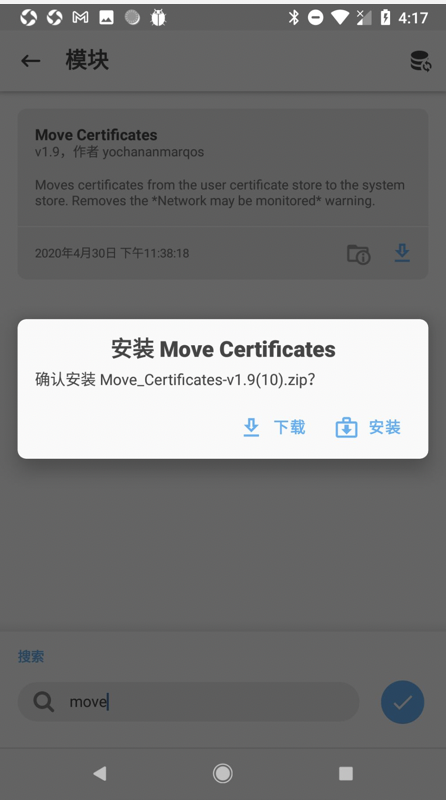 4:17
模块
Move Certificates
v1.9，作者 yochananmarqos
Moves certificates from the user certificate store to the system
store. Removes the *Network may be monitored* warning.
2020年4月30日 下午11:38:18
安装 Move Certificates
确认安装 Move_Certificates-v1.9(10).zip？
下载 安装
搜索
move